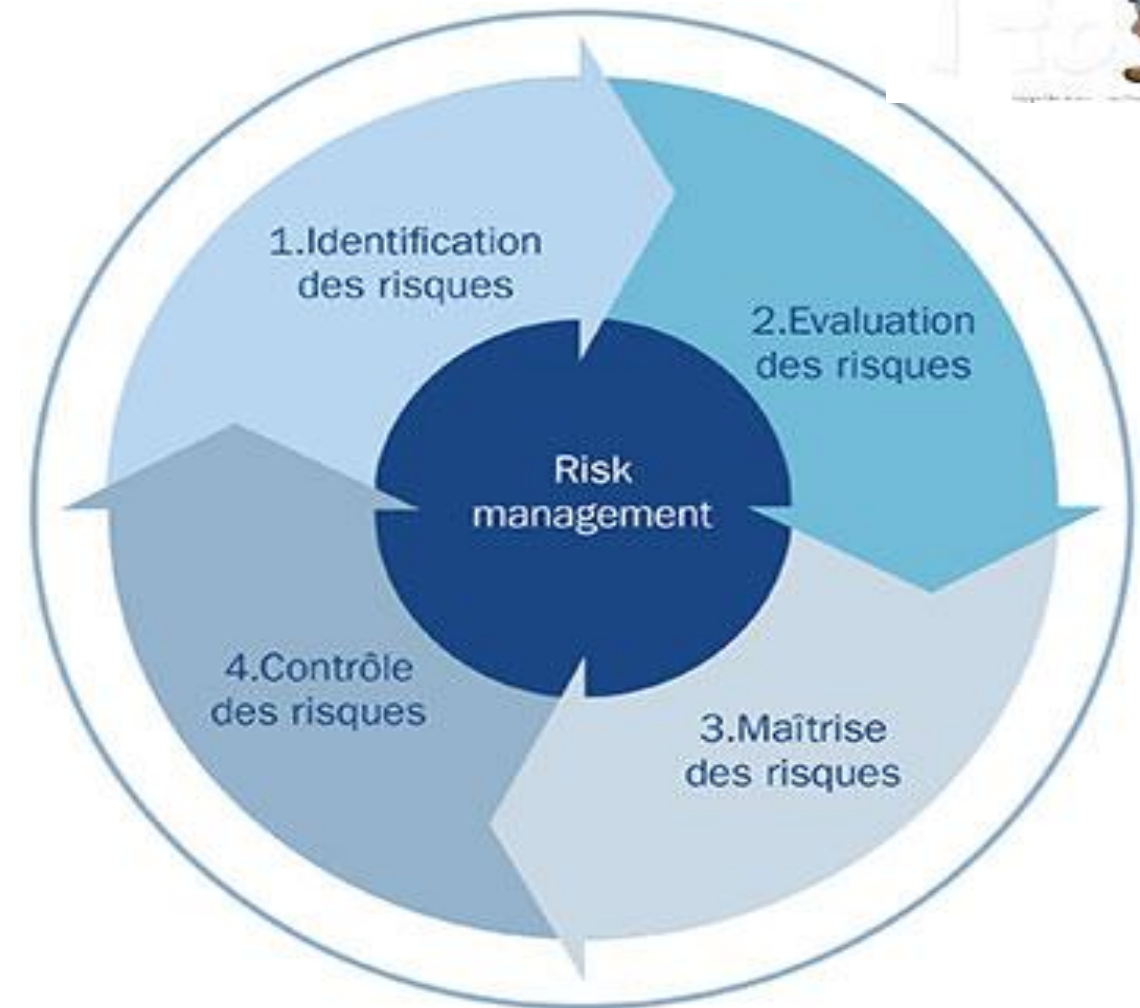 1.Identification
des risques
2.Evaluation
des risques
Risk
management
3.Maîtrise
des risques
4.Contrôle
des risques